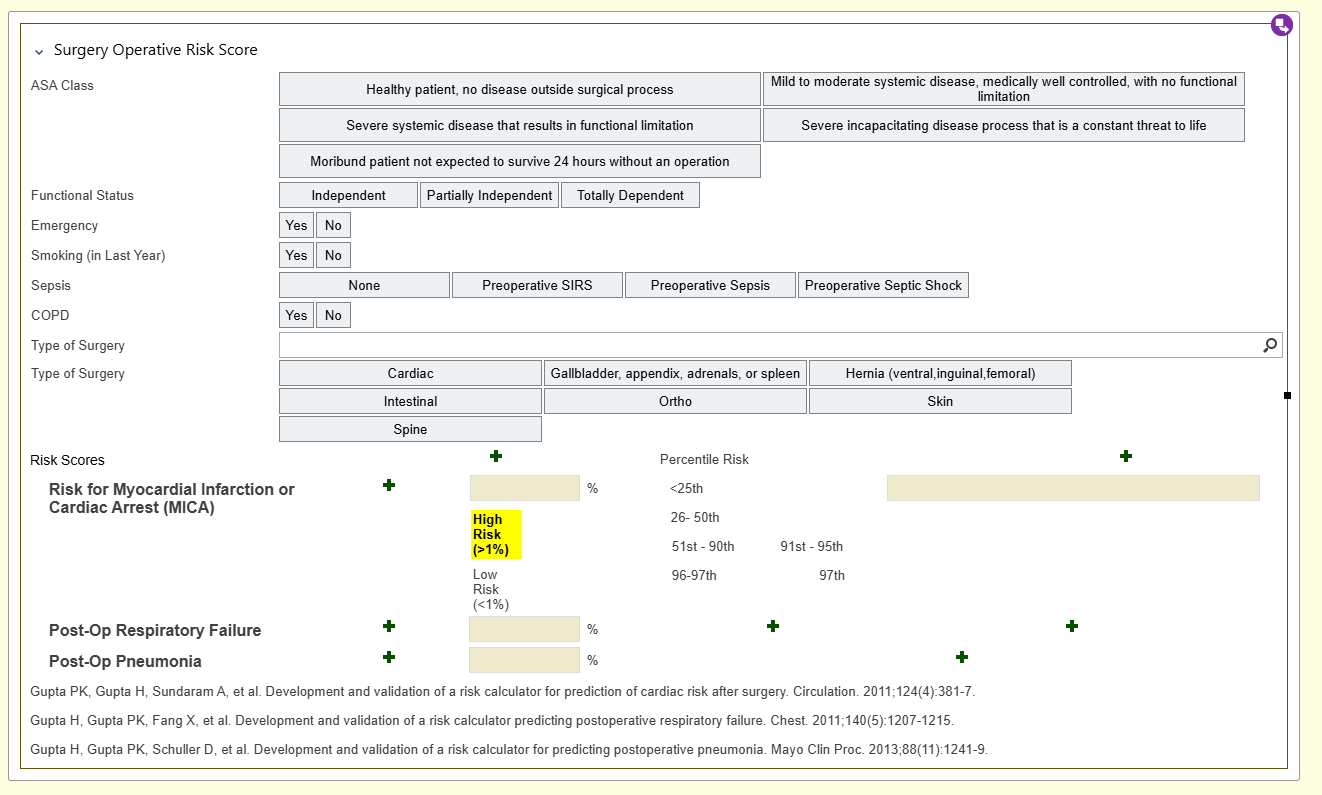 Surgery Operative Risk Score
ASA Class
Healthy patient, no disease outside surgical process
Mild to moderate systemic disease, medically well controlled, with no functional
limitation
Severe systemic disease that results in functional limitation
Severe incapacitating disease process that is a constant threat to life
Moribund patient not expected to survive 24 hours without an operation
Functional Status
Independent
Partially Independent
Totally Dependent
Emergency
Yes
No
Smoking (in Last Year)
Yes
No
Sepsis
None
Preoperative SIRS
Preoperative Sepsis
Preoperative Septic Shock
COPD
Yes
No
Type of Surgery
Type of Surgery
Cardiac
Gallbladder, appendix, adrenals, or spleen
Hernia (ventral,inguinal,femoral)
Intestinal
Ortho
Skin
Spine
Risk Scores
Percentile Risk
Risk for Myocardial Infarction or
Cardiac Arrest (MICA)
%
<25th
High
Risk
(>1%)
26- 50th
51st - 90th
91st - 95th
Low
Risk
(<1%)
96-97th
97th
Post-Op Respiratory Failure
%
Post-Op Pneumonia
%
Gupta PK, Gupta H, Sundaram A, et al. Development and validation of a risk calculator for prediction of cardiac risk after surgery. Circulation. 2011;124(4):381-7.
Gupta H, Gupta PK, Fang X, et al. Development and validation of a risk calculator predicting postoperative respiratory failure. Chest. 2011;140(5):1207-1215.
Gupta H, Gupta PK, Schuller D, et al. Development and validation of a risk calculator for predicting postoperative pneumonia. Mayo Clin Proc. 2013;88(11):1241-9.